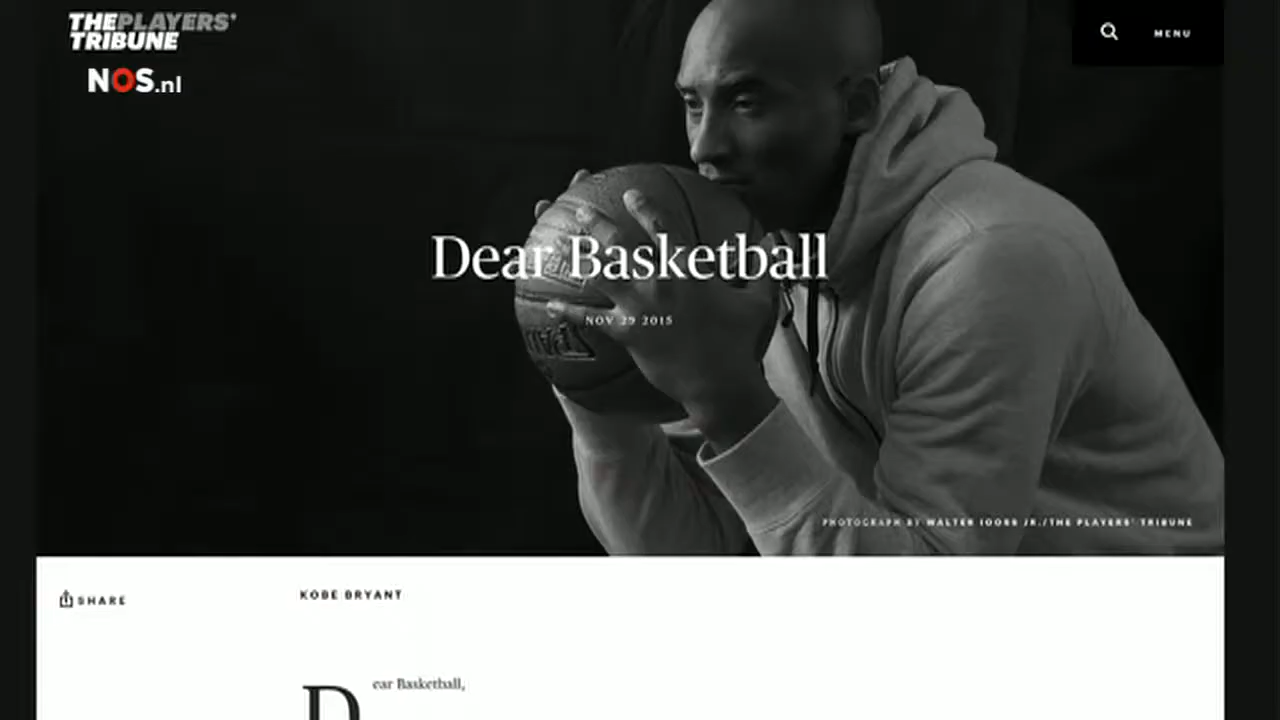 THE PLAYERS'
TRIBUNE
NOS.nl
MENU
Dear Basketball
NOV 29 2015
PHOTOGRAPH BY WALTER IOOSS JR./THE PLAYERS' TRIBUNE
SHARE
KOBE BRYANT
Dear Basketball,